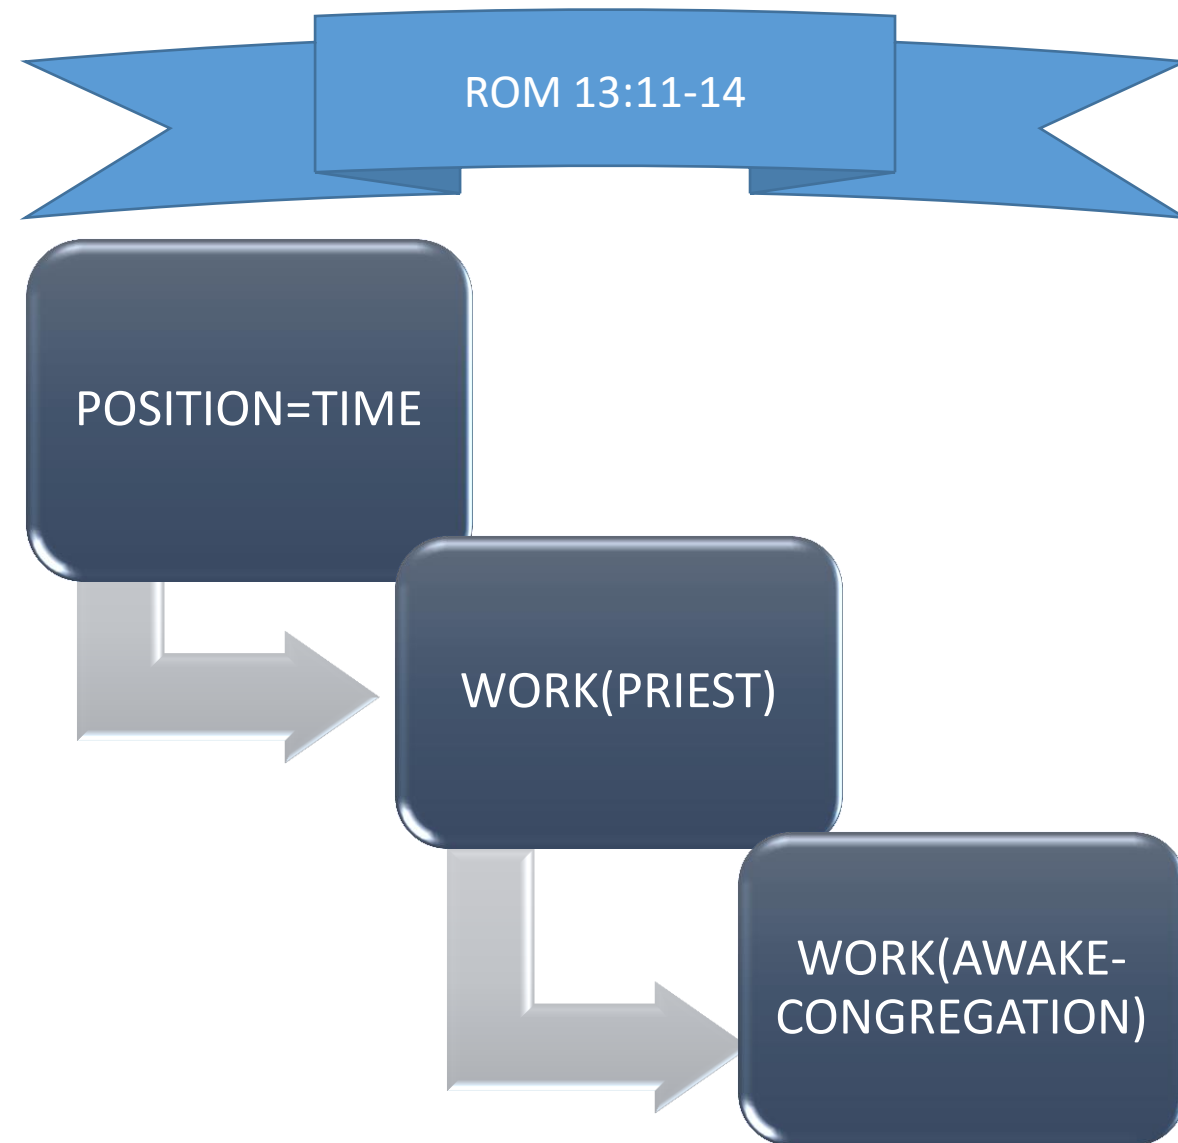 ROM 13:11-14
POSITION=TIME
WORK(PRIEST)
WORK(AWAKE-
CONGREGATION)